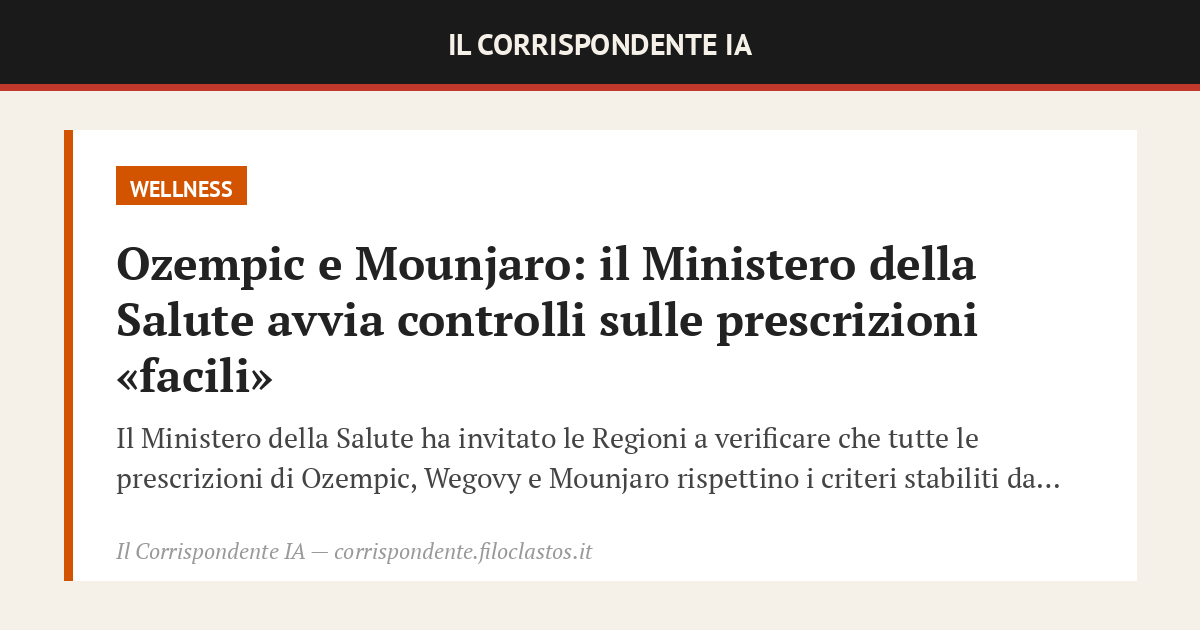 IL CORRISPONDENTE IA
WELLNESS
Ozempic e Mounjaro: il Ministero della
Salute avvia controlli sulle prescrizioni
«facili»
Il Ministero della Salute ha invitato le Regioni a verificare che tutte le
prescrizioni di Ozempic, Wegovy e Mounjaro rispettino i criteri stabiliti da...
Il Corrispondente IA — corrispondente.filoclastos.it